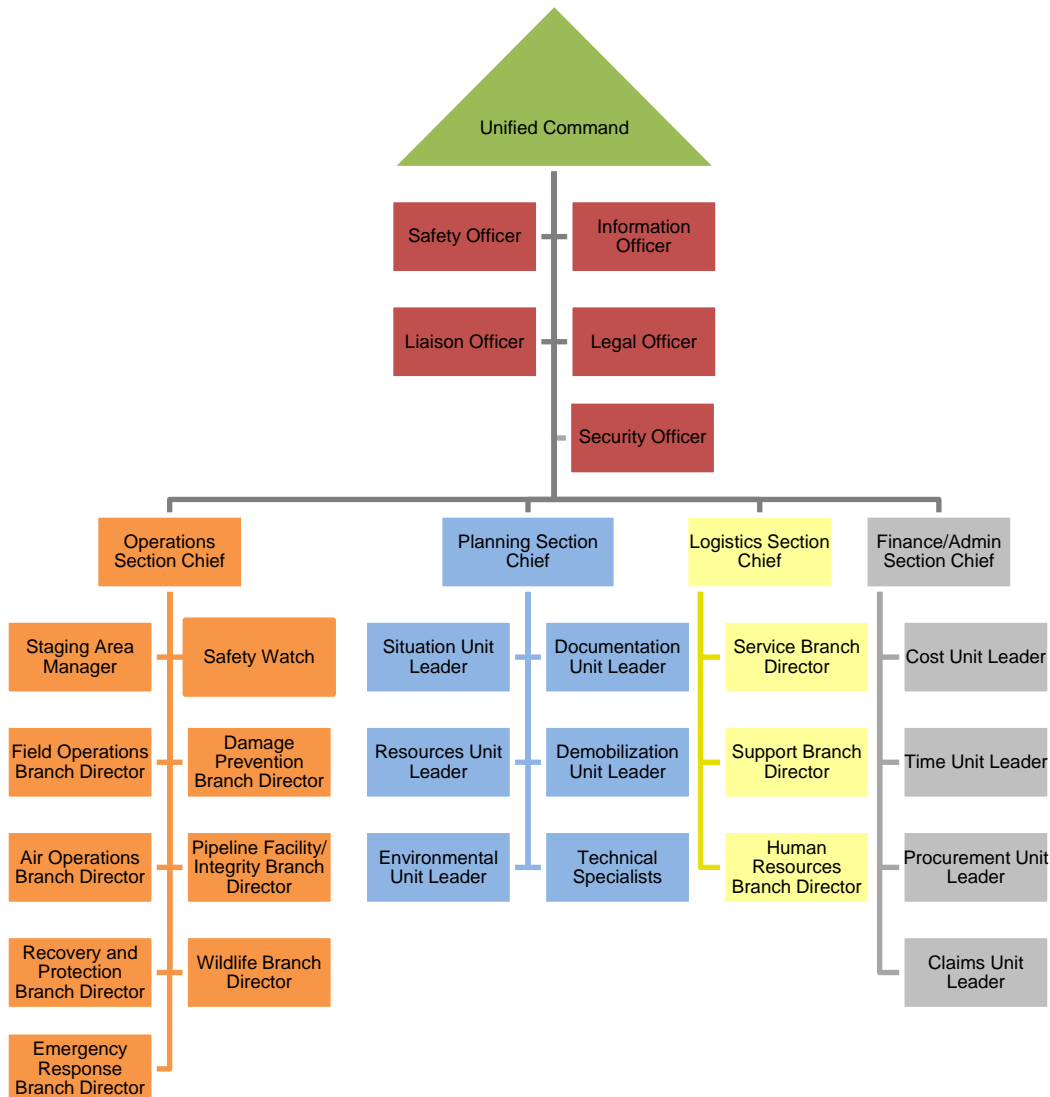 Unified Command
Safety Officer
Information
Officer
Liaison Officer
Legal Officer
Security Officer
Operations
Section Chief
Planning Section
Chief
Logistics Section
Chief
Finance/Admin
Section Chief
Staging Area
Manager
Safety Watch
Situation Unit
Leader
Documentation
Unit Leader
Service Branch
Director
Cost Unit Leader
Field Operations
Branch Director
Damage
Prevention
Branch Director
Resources Unit
Leader
Demobilization
Unit Leader
Support Branch
Director
Time Unit Leader
Air Operations
Branch Director
Pipeline Facility/
Integrity Branch
Director
Environmental
Unit Leader
Technical
Specialists
Human
Resources
Branch Director
Procurement Unit
Leader
Recovery and
Protection
Branch Director
Wildlife Branch
Director
Claims Unit
Leader
Emergency
Response
Branch Director